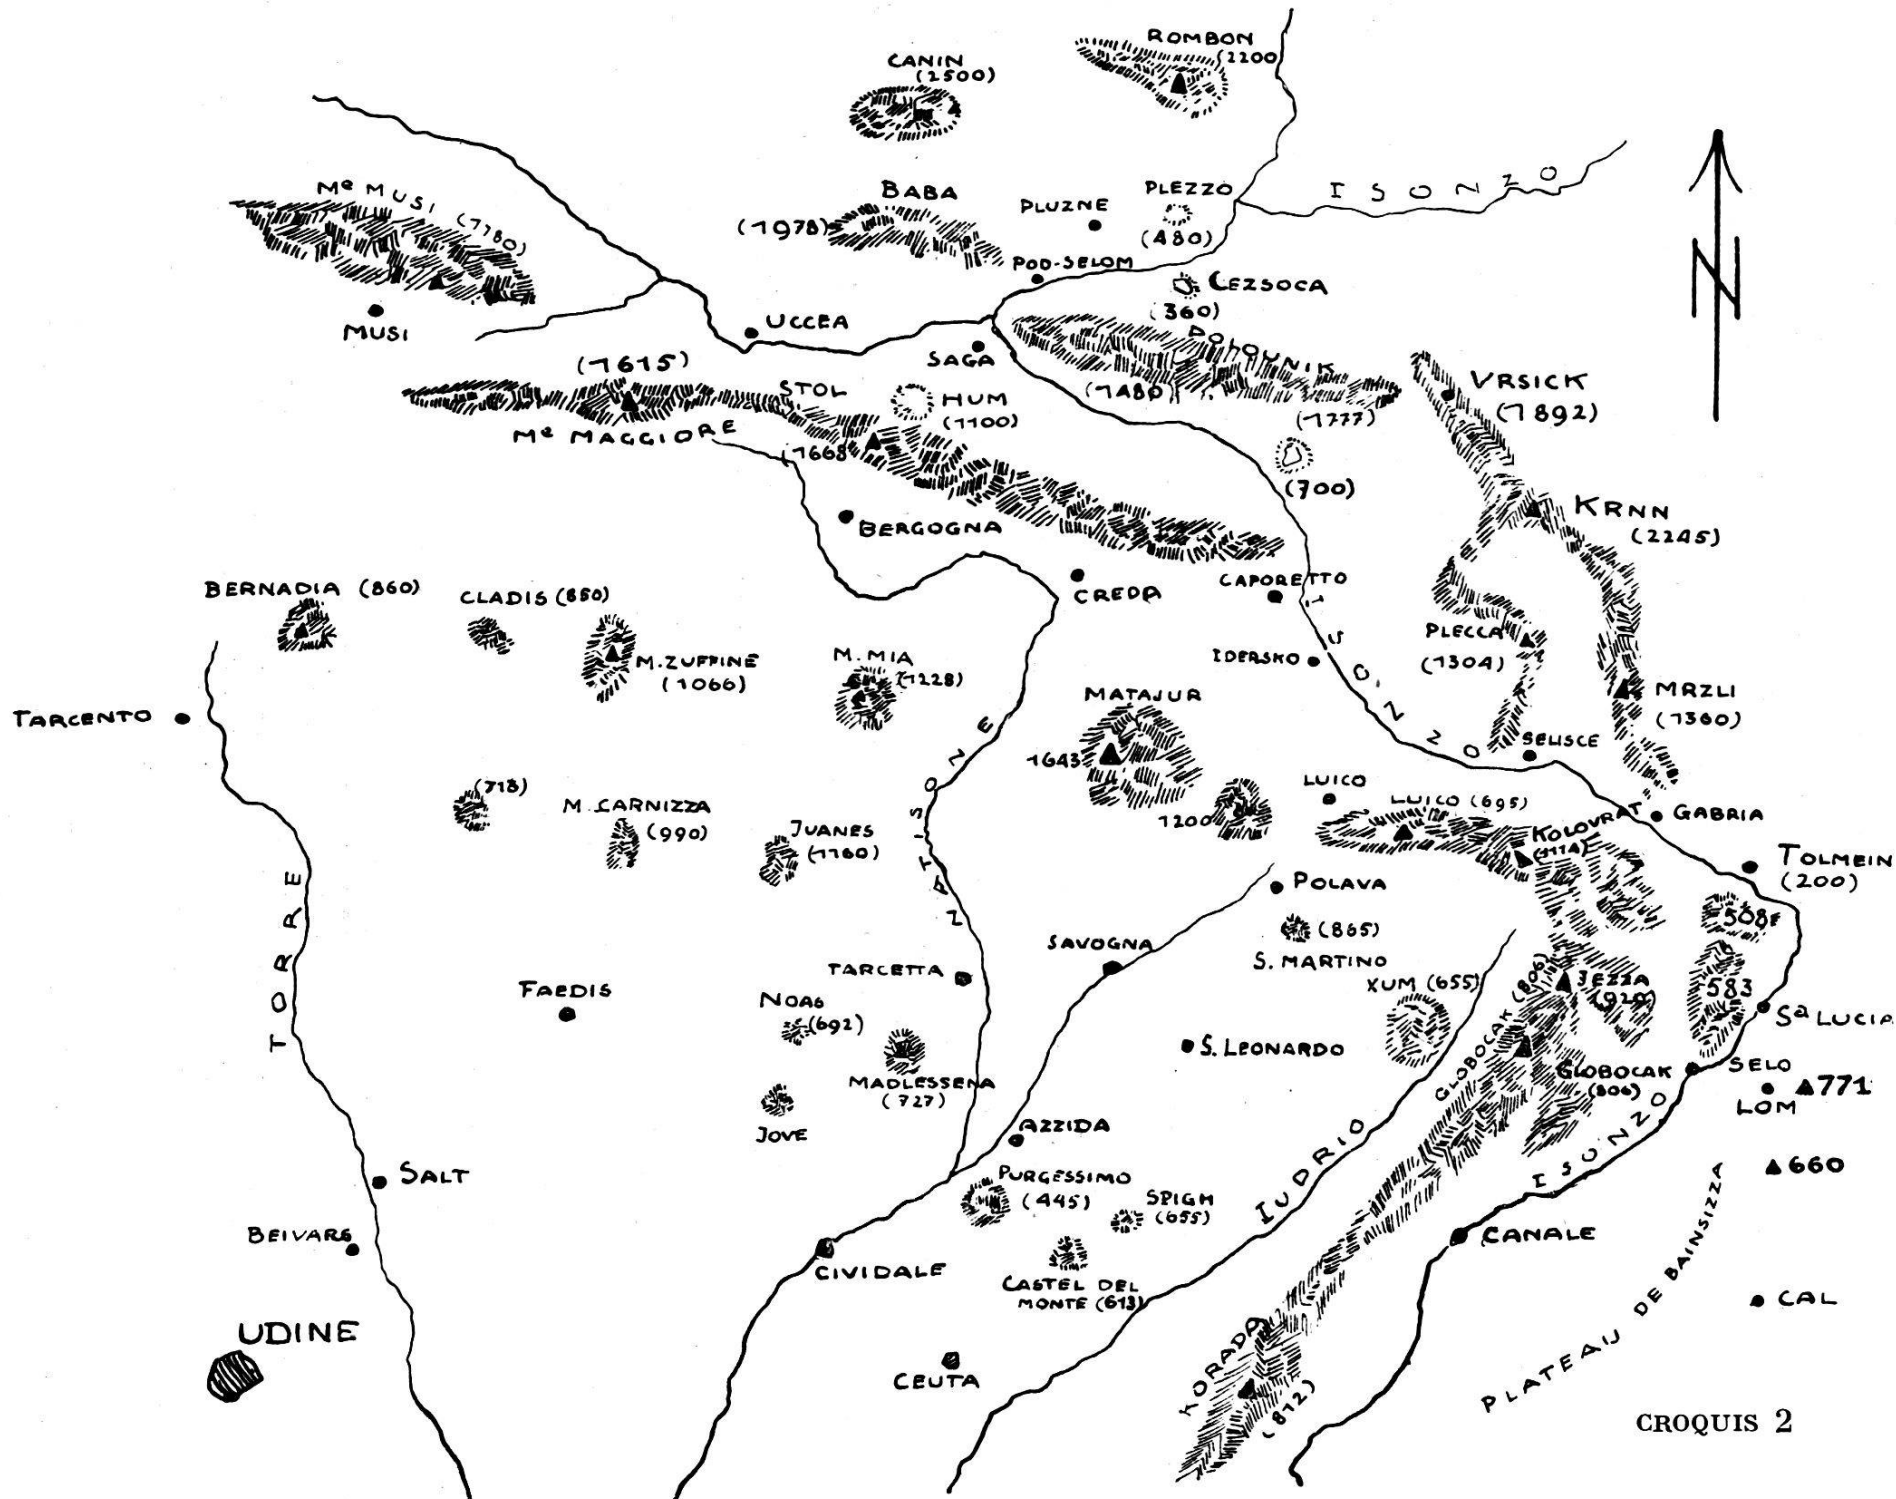 ROMBON
(2200
CANIN
(2500)
Mᵉ MUSI (1780)
BABA
(1978)
PLUZNE
PLEZZO
(480)
ISONZO
N
POD-SELOM
CEZSOCA
(360)
MUSI
UCCEA
SAGA
POLOUNIK
(1480)
(1777)
VRSICK
(1892)
(1615)
STOL
HUM
(1100)
Mᵉ MAGGIORE
(1668
(700)
KRNN
(2245)
BERGOGNA
CREDA
CAPORETTO
BERNADIA (860)
CLADIS (850)
M. ZUFFINE
(1066)
M. MIA
(1228)
IDERSKO
ISONZO
PLECCA
(1304)
MATAJUR
1643
MRZLI
(1360)
TARCENTO
SELISCE
NATISONE
(718)
M. CARNIZZA
(990)
JUANES
(1160)
1200
LUICO
LUICO (695)
KOLOVRAT
(1114)
GABRIA
TOLMEIN
(200)
TORRE
POLAVA
(865)
S. MARTINO
508
SAVOGNA
TARCETTA
FAEDIS
NOAS
(692)
XUM (655)
JEZZA
(920)
583
Sᵃ LUCIA
MADLESSENA
(727)
S. LEONARDO
GLOBOCAK (806)
GLOBOCAK
(806)
SELO
LOM
771
JOVE
AZZIDA
IUDRIO
ISONZO
660
SALT
PURGESSIMO
(445)
SPIGH
(655)
BEIVARS
CIVIDALE
CASTEL DEL
MONTE (613)
CANALE
PLATEAU DE BAINSIZZA
CAL
UDINE
CEUTA
KORADA
(812)
CROQUIS 2